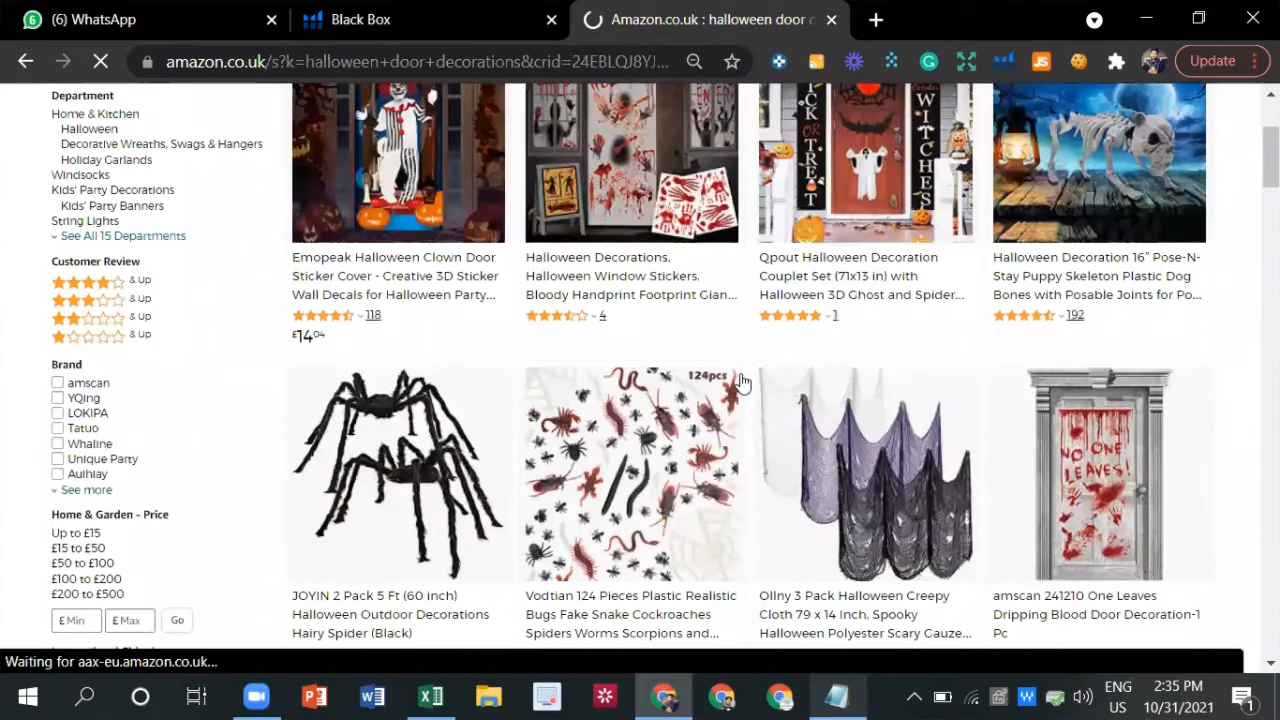 (6) WhatsApp
Black Box
Amazon.co.uk : halloween door d
amazon.co.uk/s?k=halloween+door+decorations&crid=24EBLQJ8YJ...
Update
Department
Home & Kitchen
Halloween
Decorative Wreaths, Swags & Hangers
Holiday Garlands
Windsocks
Kids' Party Decorations
Kids' Party Banners
String Lights
See All 15 Departments
Customer Review
& Up
& Up
& Up
& Up
Brand
amscan
YQing
LOKIPA
Tatuo
Whaline
Unique Party
Aulhiay
See more
Home & Garden - Price
Up to £15
£15 to £50
£50 to £100
£100 to £200
£200 to £500
£ Min
£ Max
Go
CK OR TREAT
WITCHES
Emopeak Halloween Clown Door
Sticker Cover - Creative 3D Sticker
Wall Decals for Halloween Party...
118
£14.04
Halloween Decorations,
Halloween Window Stickers,
Bloody Handprint Footprint Gian...
4
Qpout Halloween Decoration
Couplet Set (71x13 in) with
Halloween 3D Ghost and Spider...
1
Halloween Decoration 16” Pose-N-
Stay Puppy Skeleton Plastic Dog
Bones with Posable Joints for Po...
192
124pcs
NO ONE
LEAVES!
JOYIN 2 Pack 5 Ft (60 inch)
Halloween Outdoor Decorations
Hairy Spider (Black)
Vodtian 124 Pieces Plastic Realistic
Bugs Fake Snake Cockroaches
Spiders Worms Scorpions and...
Ollny 3 Pack Halloween Creepy
Cloth 79 x 14 Inch, Spooky
Halloween Polyester Scary Gauze...
amscan 241210 One Leaves
Dripping Blood Door Decoration-1
Pc
Waiting for aax-eu.amazon.co.uk...
ENG
US
2:35 PM
10/31/2021
1